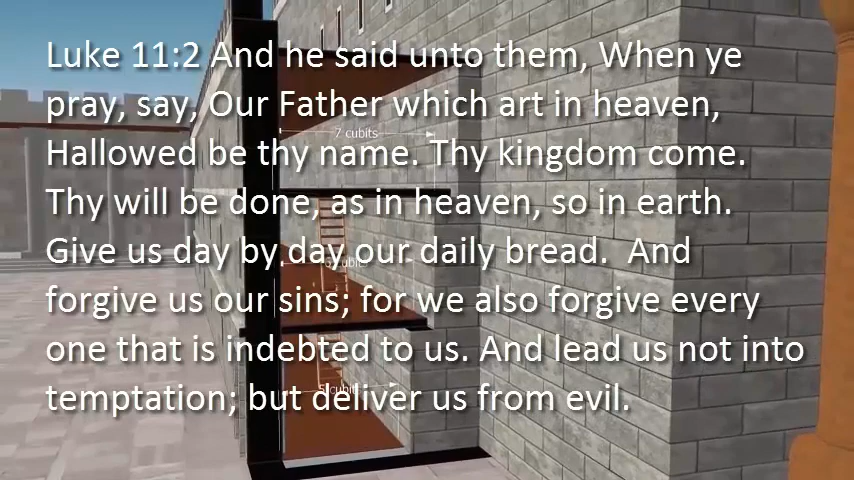 Luke 11:2 And he said unto them, When ye
pray, say, Our Father which art in heaven,
7 cubits
Hallowed be thy name. Thy kingdom come.
Thy will be done, as in heaven, so in earth.
Give us day by day our daily bread.  And
forgive us our sins; for we also forgive every
one that is indebted to us. And lead us not into
5 cubits
temptation; but deliver us from evil.